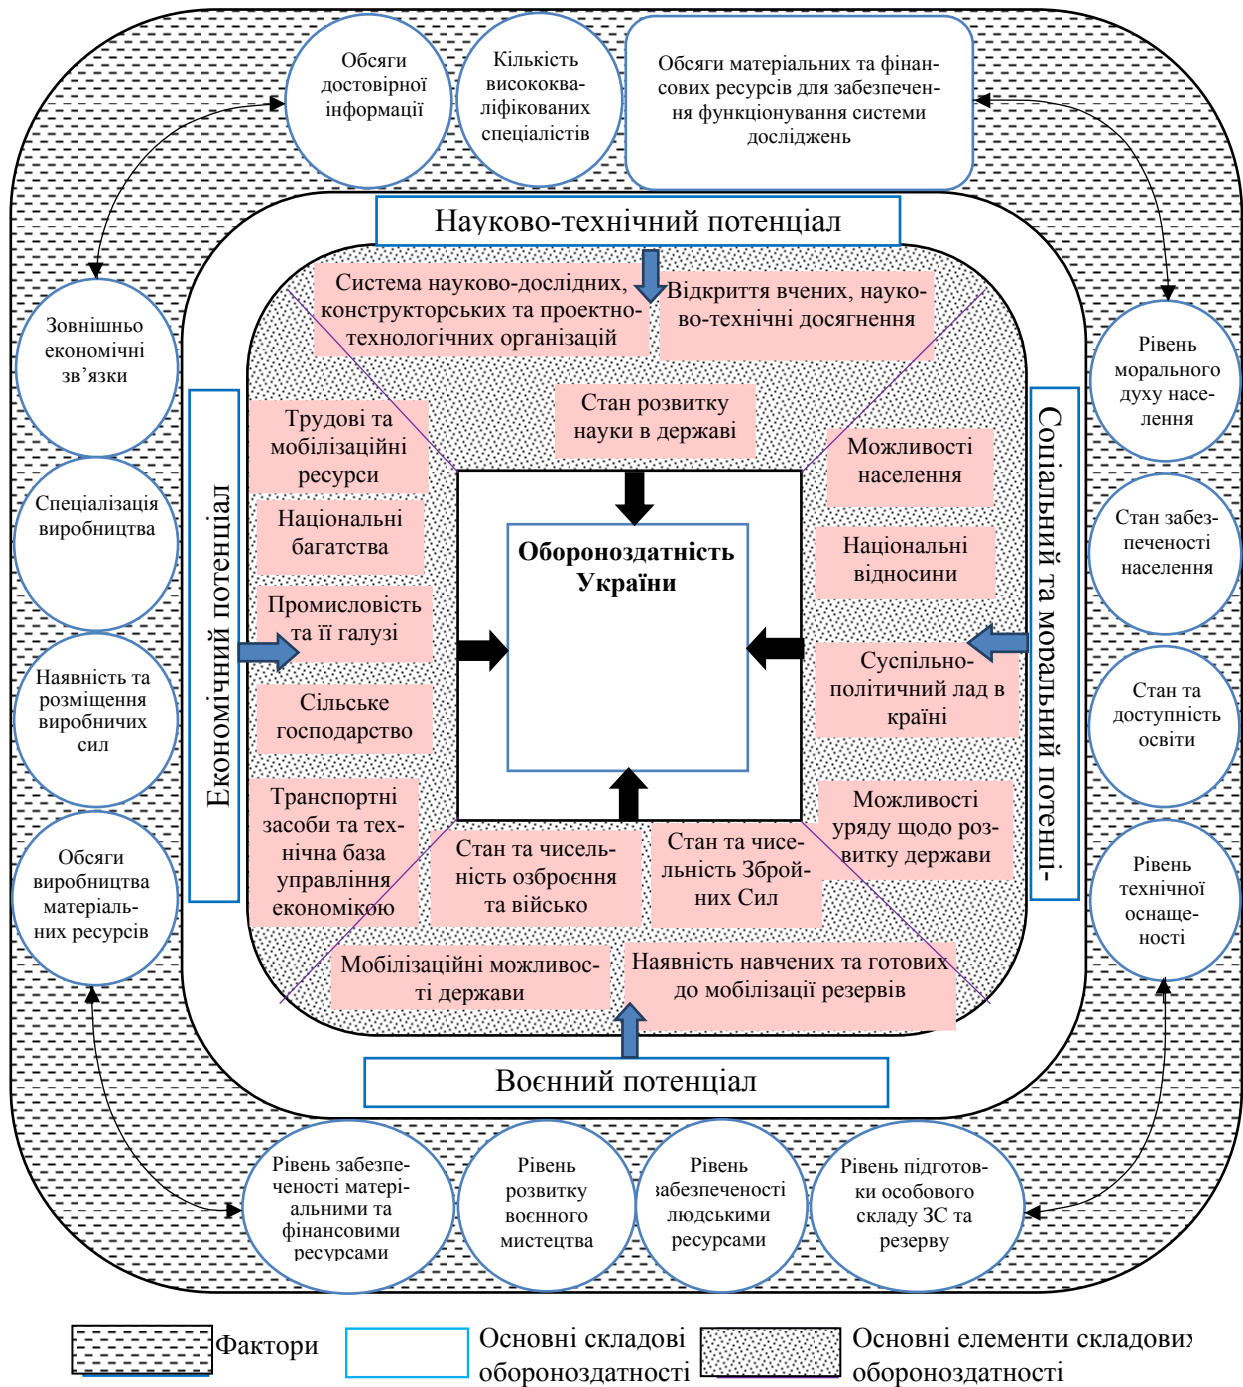 Обсяги
достовірної
інформації
Кількість
висококва-
ліфікованих
спеціалістів
Обсяги матеріальних та фінан-
сових ресурсів для забезпечен-
ня функціонування системи
досліджень
Науково-технічний потенціал
Система науково-дослідних,
конструкторських та проектно-
технологічних організацій
Відкриття вчених, науко-
во-технічні досягнення
Стан розвитку
науки в державі
Зовнішньо
економічні
зв’язки
Спеціалізація
виробництва
Наявність та
розміщення
виробничих
сил
Обсяги
виробництва
матеріаль-
них ресурсів
Економічний потенціал
Трудові та
мобілізаційні
ресурси
Національні
багатства
Промисловість
та її галузі
Сільське
господарство
Транспортні
засоби та тех-
нічна база
управління
економікою
Обороноздатність
України
Можливості
населення
Національні
відносини
Суспільно-
політичний лад в
країні
Можливості
уряду щодо роз-
витку держави
Соціальний та моральний потенці-
Рівень
морального
духу насе-
лення
Стан забез-
печеності
населення
Стан та
доступність
освіти
Рівень
технічної
оснаще-
ності
Стан та чисель-
ність озброєння
та військо
Стан та чисе-
льність Зброй-
них Сил
Мобілізаційні можливос-
ті держави
Наявність навчених та готових
до мобілізації резервів
Воєнний потенціал
Рівень забезпе-
ченості матері-
альними та
фінансовими
ресурсами
Рівень
розвитку
воєнного
мистецтва
Рівень
забезпеченості
людськими
ресурсами
Рівень підготов-
ки особового
складу ЗС та
резерву
Фактори
Основні складові
обороноздатності
Основні елементи складових
обороноздатності